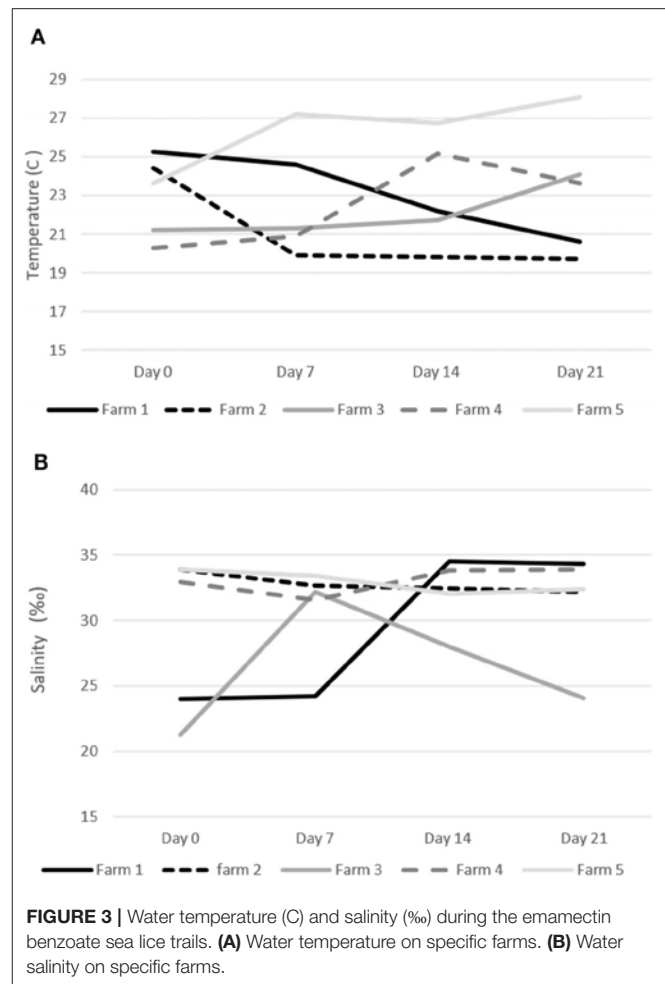 A
29
27
25
23
21
19
17
15
Temperature (C)
Day 0 Day 7 Day 14 Day 21
Farm 1 Farm 2 Farm 3 Farm 4 Farm 5
B
40
35
30
25
20
15
Salinity (‰)
Day 0 Day 7 Day 14 Day 21
Farm 1 farm 2 Farm 3 Farm 4 Farm 5
FIGURE 3 | Water temperature (C) and salinity (‰) during the emamectin
benzoate sea lice trails. (A) Water temperature on specific farms. (B) Water
salinity on specific farms.